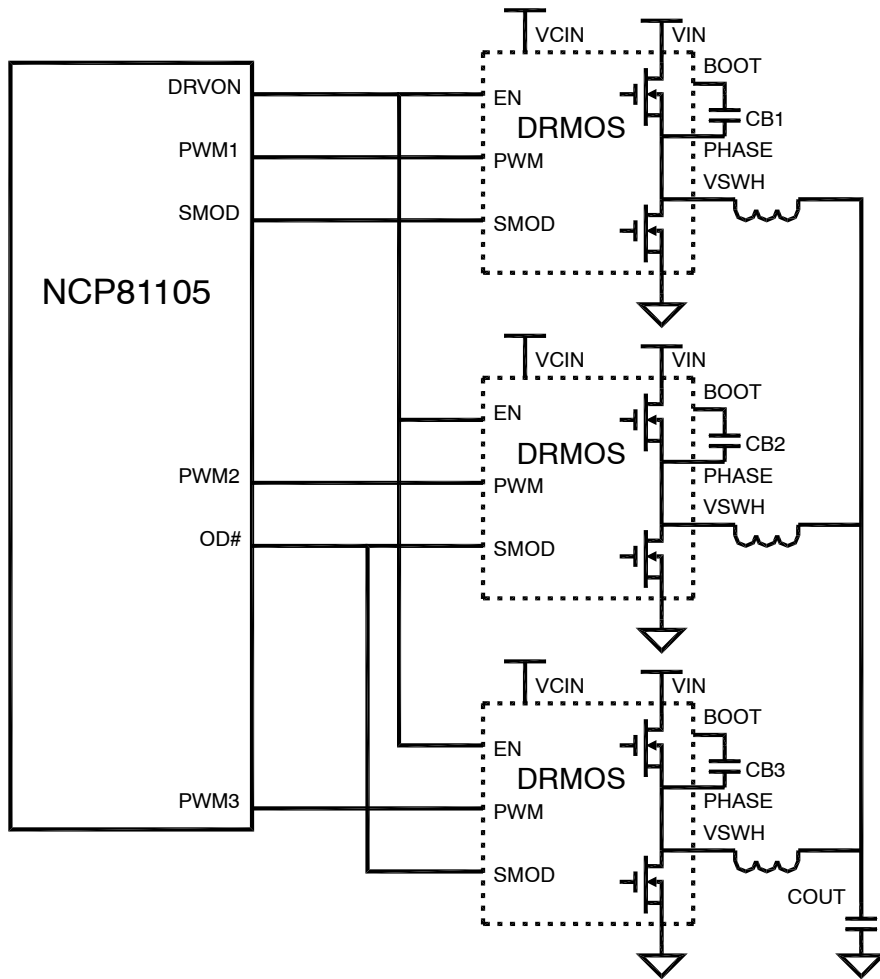 VCIN
VIN
DRVON
EN
BOOT
DRMOS
CB1
PWM1
PWM
PHASE
VSWH
SMOD
SMOD
NCP81105
VCIN
VIN
BOOT
EN
DRMOS
CB2
PWM2
PWM
PHASE
VSWH
OD#
SMOD
VCIN
VIN
BOOT
EN
DRMOS
CB3
PWM3
PWM
PHASE
VSWH
SMOD
COUT